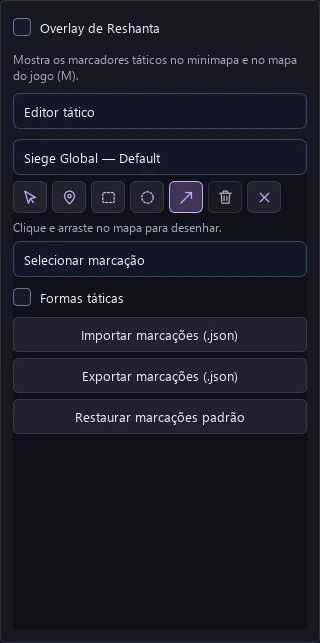 Overlay de Reshanta
Mostra os marcadores táticos no minimapa e no mapa
do jogo (M).
Editor tático
Siege Global — Default
Clique e arraste no mapa para desenhar.
Selecionar marcação
Formas táticas
Importar marcações (.json)
Exportar marcações (.json)
Restaurar marcações padrão